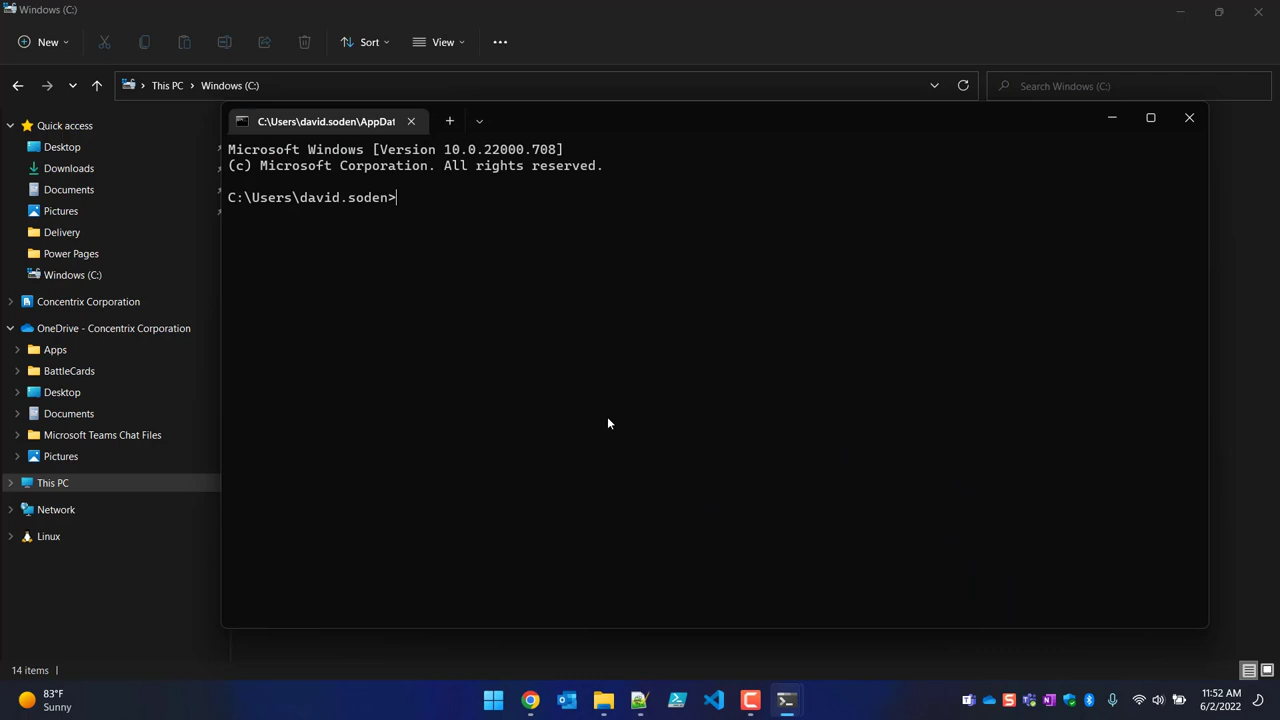 Windows (C:)
New
Sort
View
This PC
Windows (C:)
Search Windows (C:)
Quick access
Desktop
Downloads
Documents
Pictures
Delivery
Power Pages
Windows (C:)
Concentrix Corporation
OneDrive - Concentrix Corporation
Apps
BattleCards
Desktop
Documents
Microsoft Teams Chat Files
Pictures
This PC
Network
Linux
C:\Users\david.soden\AppDat
Microsoft Windows [Version 10.0.22000.708]
(c) Microsoft Corporation. All rights reserved.
C:\Users\david.soden>
14 items
83°F
Sunny
11:52 AM
6/2/2022